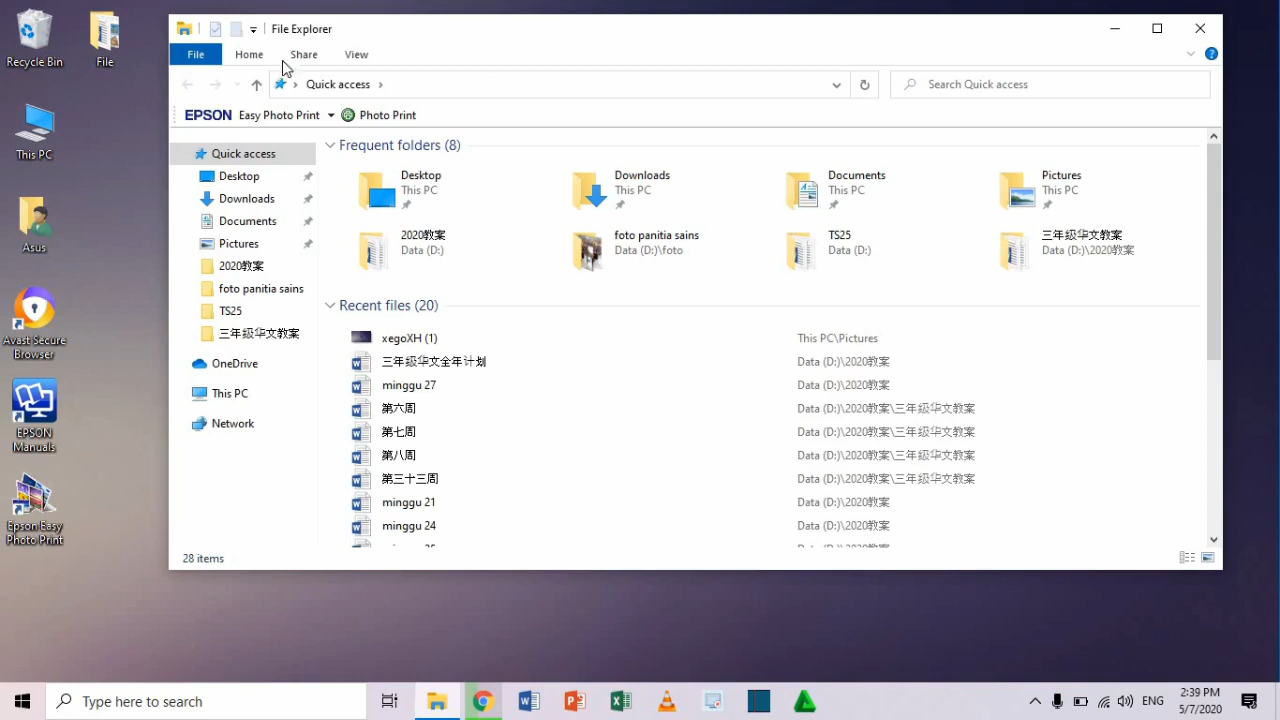 Recycle Bin
File
This PC
Asus
Avast Secure
Browser
EPSON
Manuals
Epson Easy
Photo Print
File Explorer
File Home Share View
Quick access
Search Quick access
EPSON Easy Photo Print Photo Print
Quick access
Desktop
Downloads
Documents
Pictures
2020教案
foto panitia sains
TS25
三年级华文教案
OneDrive
This PC
Network
Frequent folders (8)
Desktop
This PC
Downloads
This PC
Documents
This PC
Pictures
This PC
2020教案
Data (D:)
foto panitia sains
Data (D:)\foto
TS25
Data (D:)
三年级华文教案
Data (D:)\2020教案
Recent files (20)
xegoXH (1) This PC\Pictures
三年级华文全年计划 Data (D:)\2020教案
minggu 27 Data (D:)\2020教案
第六周 Data (D:)\2020教案\三年级华文教案
第七周 Data (D:)\2020教案\三年级华文教案
第八周 Data (D:)\2020教案\三年级华文教案
第三十三周 Data (D:)\2020教案\三年级华文教案
minggu 21 Data (D:)\2020教案
minggu 24 Data (D:)\2020教案
28 items
Type here to search
ENG
2:39 PM
5/7/2020